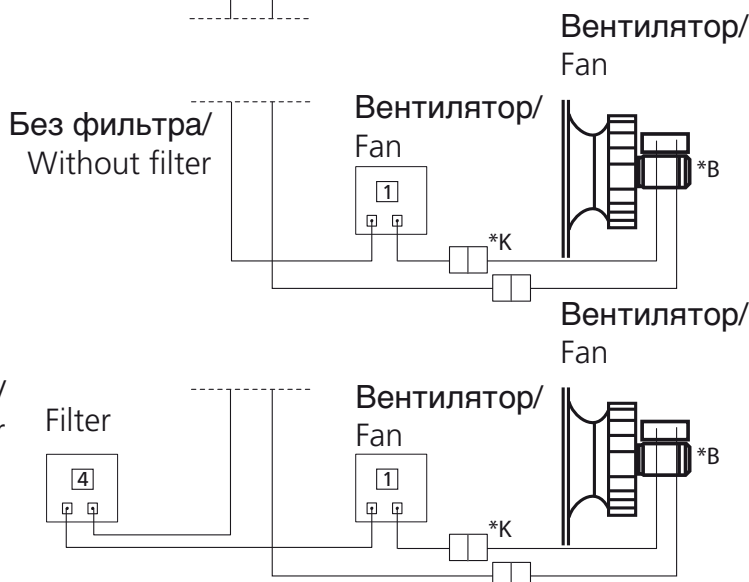 Вентилятор/
Fan
Без фильтра/
Without filter
Вентилятор/
Fan
1
*K
*B
Вентилятор/
Fan
/
r
Filter
4
Вентилятор/
Fan
1
*K
*B